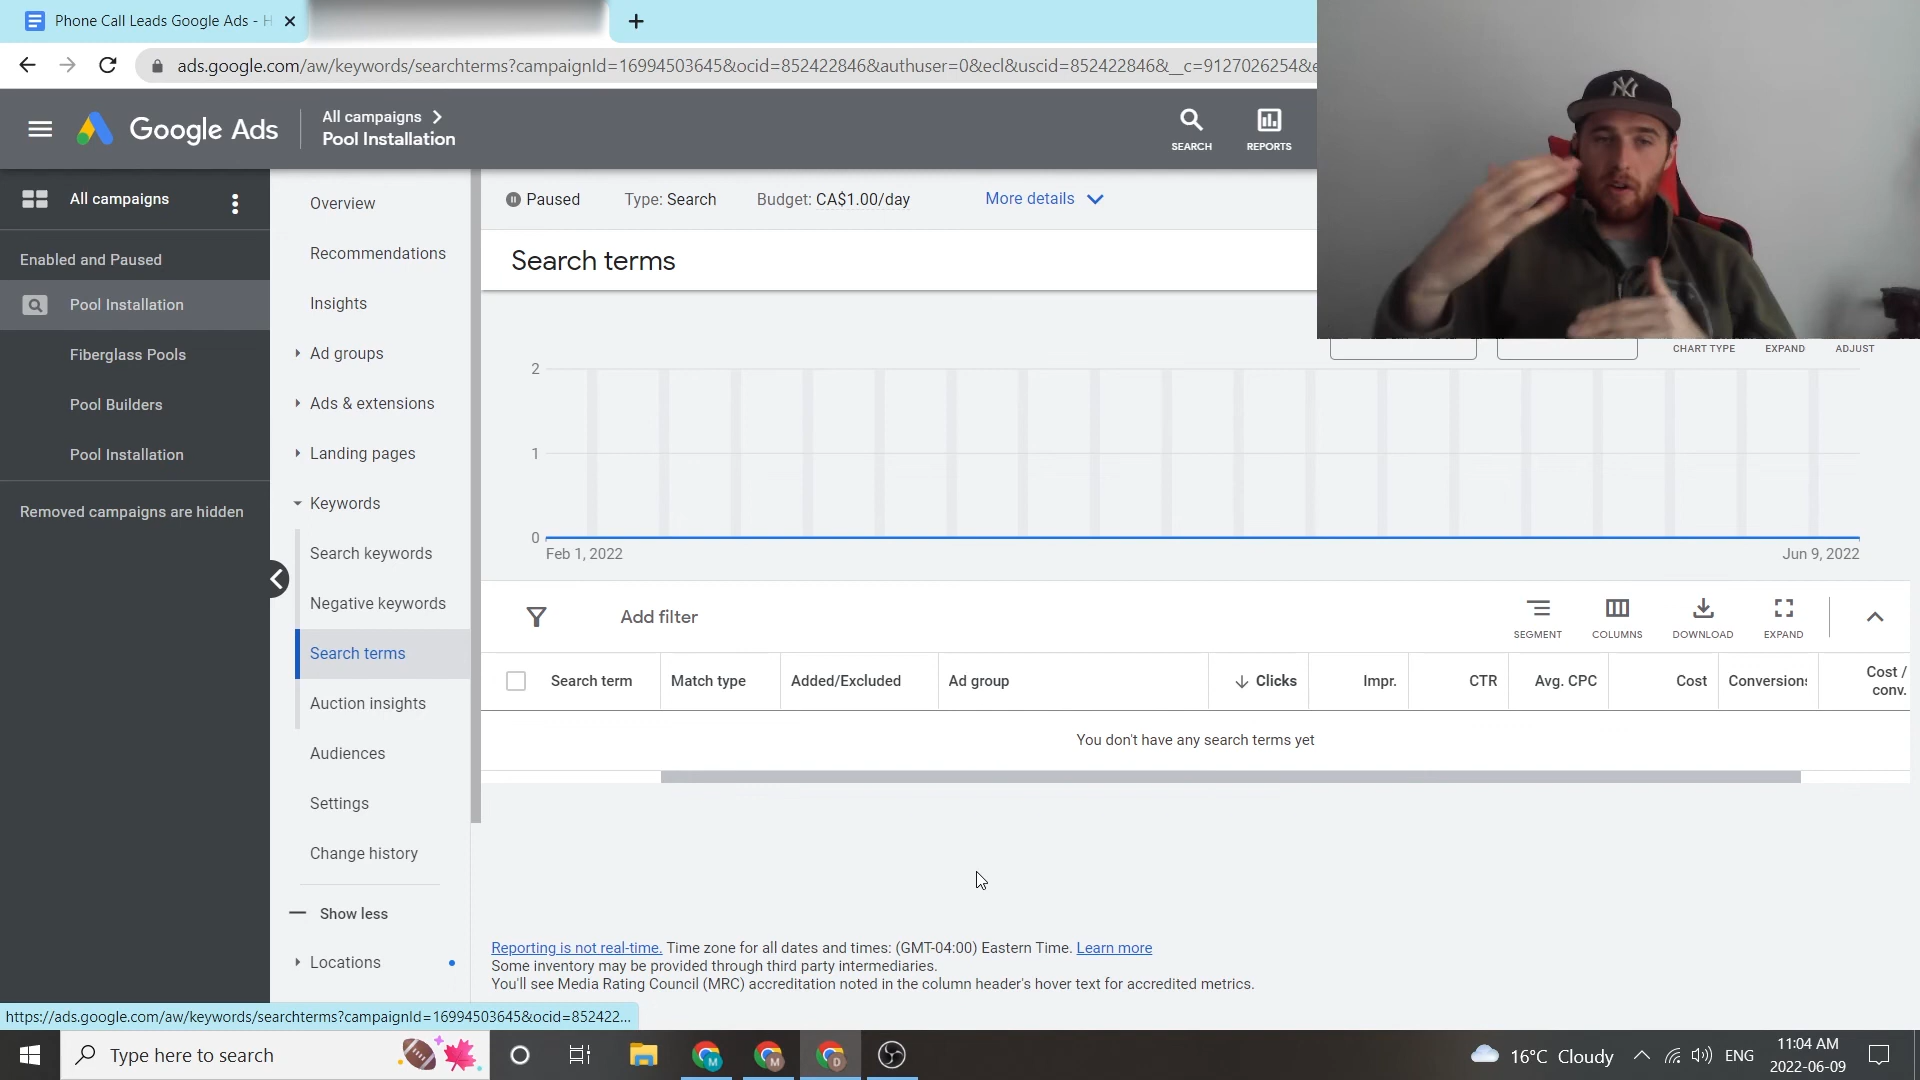 Phone Call Leads Google Ads - H
ads.google.com/aw/keywords/searchterms?campaignId=16994503645&ocid=852422846&authuser=0&ecl&uscid=852422846&__c=9127026254&e
Google Ads
All campaigns
Pool Installation
SEARCH
REPORTS
All campaigns
Enabled and Paused
Pool Installation
Fiberglass Pools
Pool Builders
Pool Installation
Removed campaigns are hidden
Overview
Recommendations
Insights
Ad groups
Ads & extensions
Landing pages
Keywords
Search keywords
Negative keywords
Search terms
Auction insights
Audiences
Settings
Change history
Show less
Locations
Paused
Type: Search
Budget: CA$1.00/day
More details
Search terms
CHART TYPE
EXPAND
ADJUST
2
1
0
Feb 1, 2022
Jun 9, 2022
Add filter
SEGMENT
COLUMNS
DOWNLOAD
EXPAND
Search term
Match type
Added/Excluded
Ad group
Clicks
Impr.
CTR
Avg. CPC
Cost
Conversions
Cost /
conv.
You don't have any search terms yet
Reporting is not real-time. Time zone for all dates and times: (GMT-04:00) Eastern Time. Learn more
Some inventory may be provided through third party intermediaries.
You'll see Media Rating Council (MRC) accreditation noted in the column header's hover text for accredited metrics.
https://ads.google.com/aw/keywords/searchterms?campaignId=16994503645&ocid=852422...
Type here to search
M
M
D
16°C Cloudy
ENG
11:04 AM
2022-06-09
NY